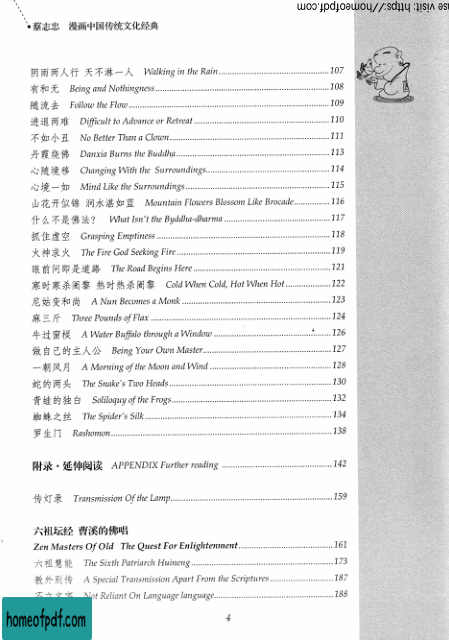 use visit: https://homeofpdf.com
蔡志忠 漫画中国传统文化经典
阴雨两人行 天不淋一人 Walking in the Rain 107
有和无 Being and Nothingness 108
随流去 Follow the Flow 109
进退两难 Difficult to Advance or Retreat 110
不如小丑 No Better Than a Clown 111
丹霞烧佛 Danxia Burns the Buddha 113
心随境移 Changing With the Surroundings 114
心境一如 Mind Like the Surroundings 115
山花开似锦 涧水湛如蓝 Mountain Flowers Blossom Like Brocade 116
什么不是佛法？ What Isn't the Byddha-dharma 117
抓住虚空 Grasping Emptiness 118
火神求火 The Fire God Seeking Fire 119
眼前问即是道路 The Road Begins Here 121
寒时寒杀阇黎 热时热杀阇黎 Cold When Cold, Hot When Hot 122
尼姑变和尚 A Nun Becomes a Monk 123
麻三斤 Three Pounds of Flax 124
牛过窗棂 A Water Buffalo through a Window 126
做自己的主人公 Being Your Own Master 127
一朝风月 A Morning of the Moon and Wind 128
蛇的两头 The Snake's Two Heads 130
青蛙的独白 Soliloquy of the Frogs 132
蜘蛛之丝 The Spider's Silk 134
罗生门 Rashomon 138
附录·延伸阅读 APPENDIX Further reading 142
传灯录 Transmission Of the Lamp 159
六祖坛经 曹溪的佛唱
Zen Masters Of Old The Quest For Enlightenment 161
六祖慧能 The Sixth Patriarch Huineng 173
教外别传 A Special Transmission Apart From the Scriptures 187
不立文字 Not Reliant On Language language 188
4
homeofpdf.com